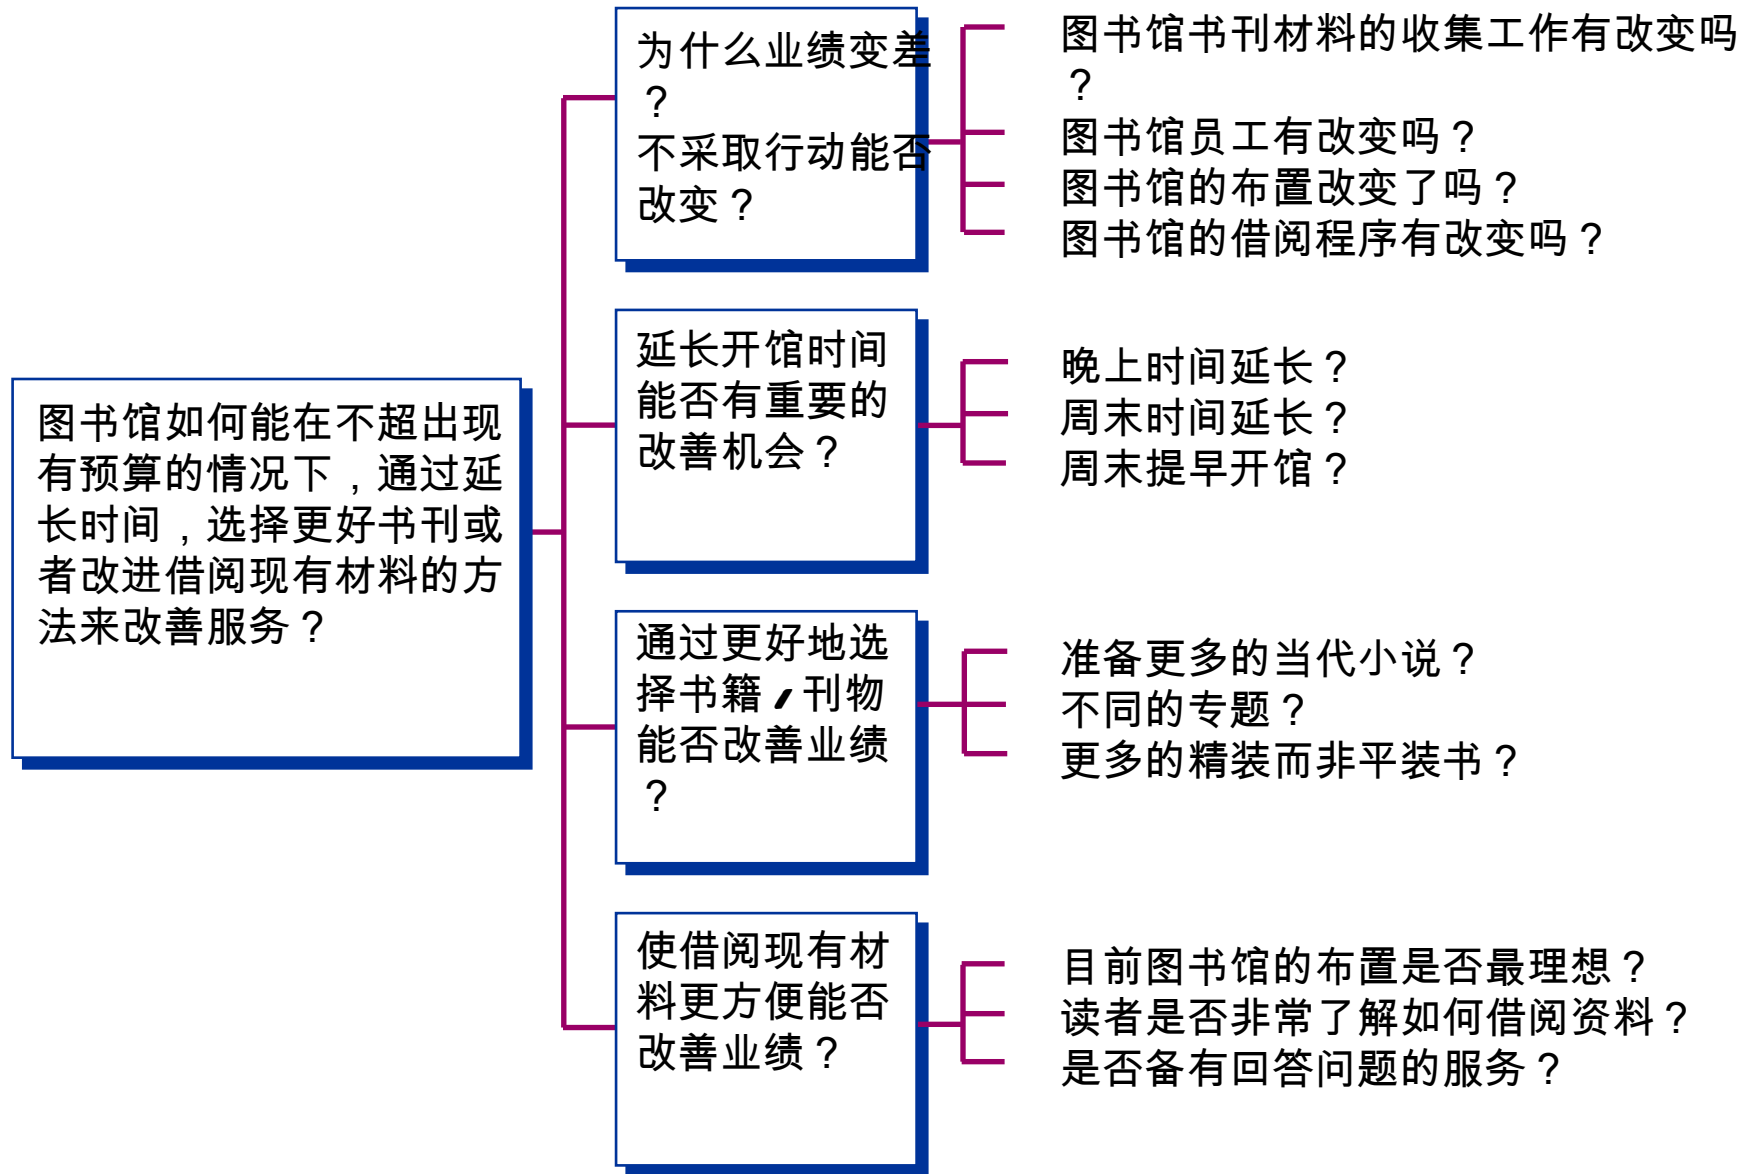 图书馆如何能在不超出现
有预算的情况下，通过延
长时间，选择更好书刊或
者改进借阅现有材料的方
法来改善服务？
为什么业绩变差
？
不采取行动能否
改变？
图书馆书刊材料的收集工作有改变吗
？
图书馆员工有改变吗？
图书馆的布置改变了吗？
图书馆的借阅程序有改变吗？
延长开馆时间
能否有重要的
改善机会？
晚上时间延长？
周末时间延长？
周末提早开馆？
通过更好地选
择书籍/刊物
能否改善业绩
？
准备更多的当代小说？
不同的专题？
更多的精装而非平装书？
使借阅现有材
料更方便能否
改善业绩？
目前图书馆的布置是否最理想？
读者是否非常了解如何借阅资料？
是否备有回答问题的服务？